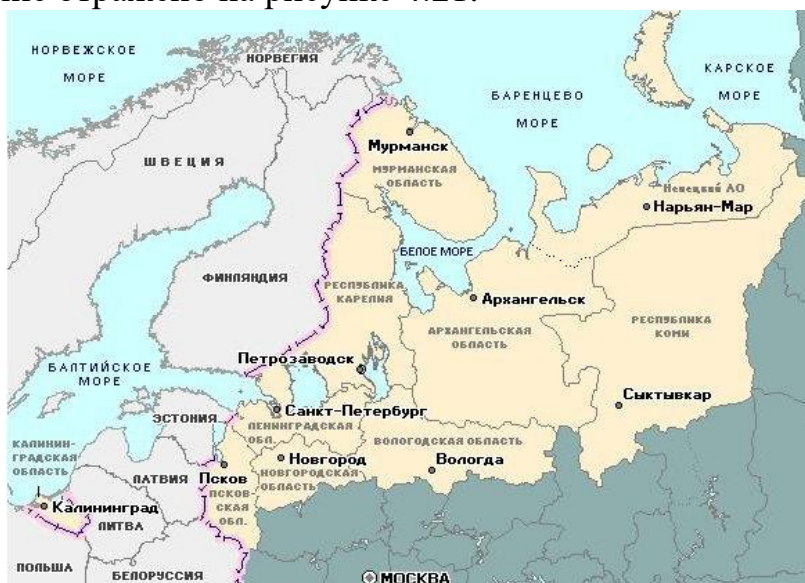 НОРВЕЖСКОЕ
МОРЕ
НОРВЕГИЯ
БАРЕНЦЕВО
МОРЕ
КАРСКОЕ
МОРЕ
Мурманск
МУРМАНСКАЯ
ОБЛАСТЬ
ШВЕЦИЯ
Ненецкий АО
Нарьян-Мар
БЕЛОЕ МОРЕ
ФИНЛЯНДИЯ
РЕСПУБЛИКА
КАРЕЛИЯ
Архангельск
АРХАНГЕЛЬСКАЯ
ОБЛАСТЬ
РЕСПУБЛИКА
КОМИ
Петрозаводск
БАЛТИЙСКОЕ
МОРЕ
Сыктывкар
ЭСТОНИЯ
Санкт-Петербург
ЛЕНИНГРАДСКАЯ
ОБЛ.
ВОЛОГОДСКАЯ ОБЛАСТЬ
КАЛИНИН-
ГРАДСКАЯ
ОБЛАСТЬ
ЛАТВИЯ
Псков
Новгород
НОВГОРОДСКАЯ
ОБЛАСТЬ
Вологда
ПСКОВ
СКАЯ
ОБЛ.
Калининград
ЛИТВА
ПОЛЬША
БЕЛОРУССИЯ
МОСКВА